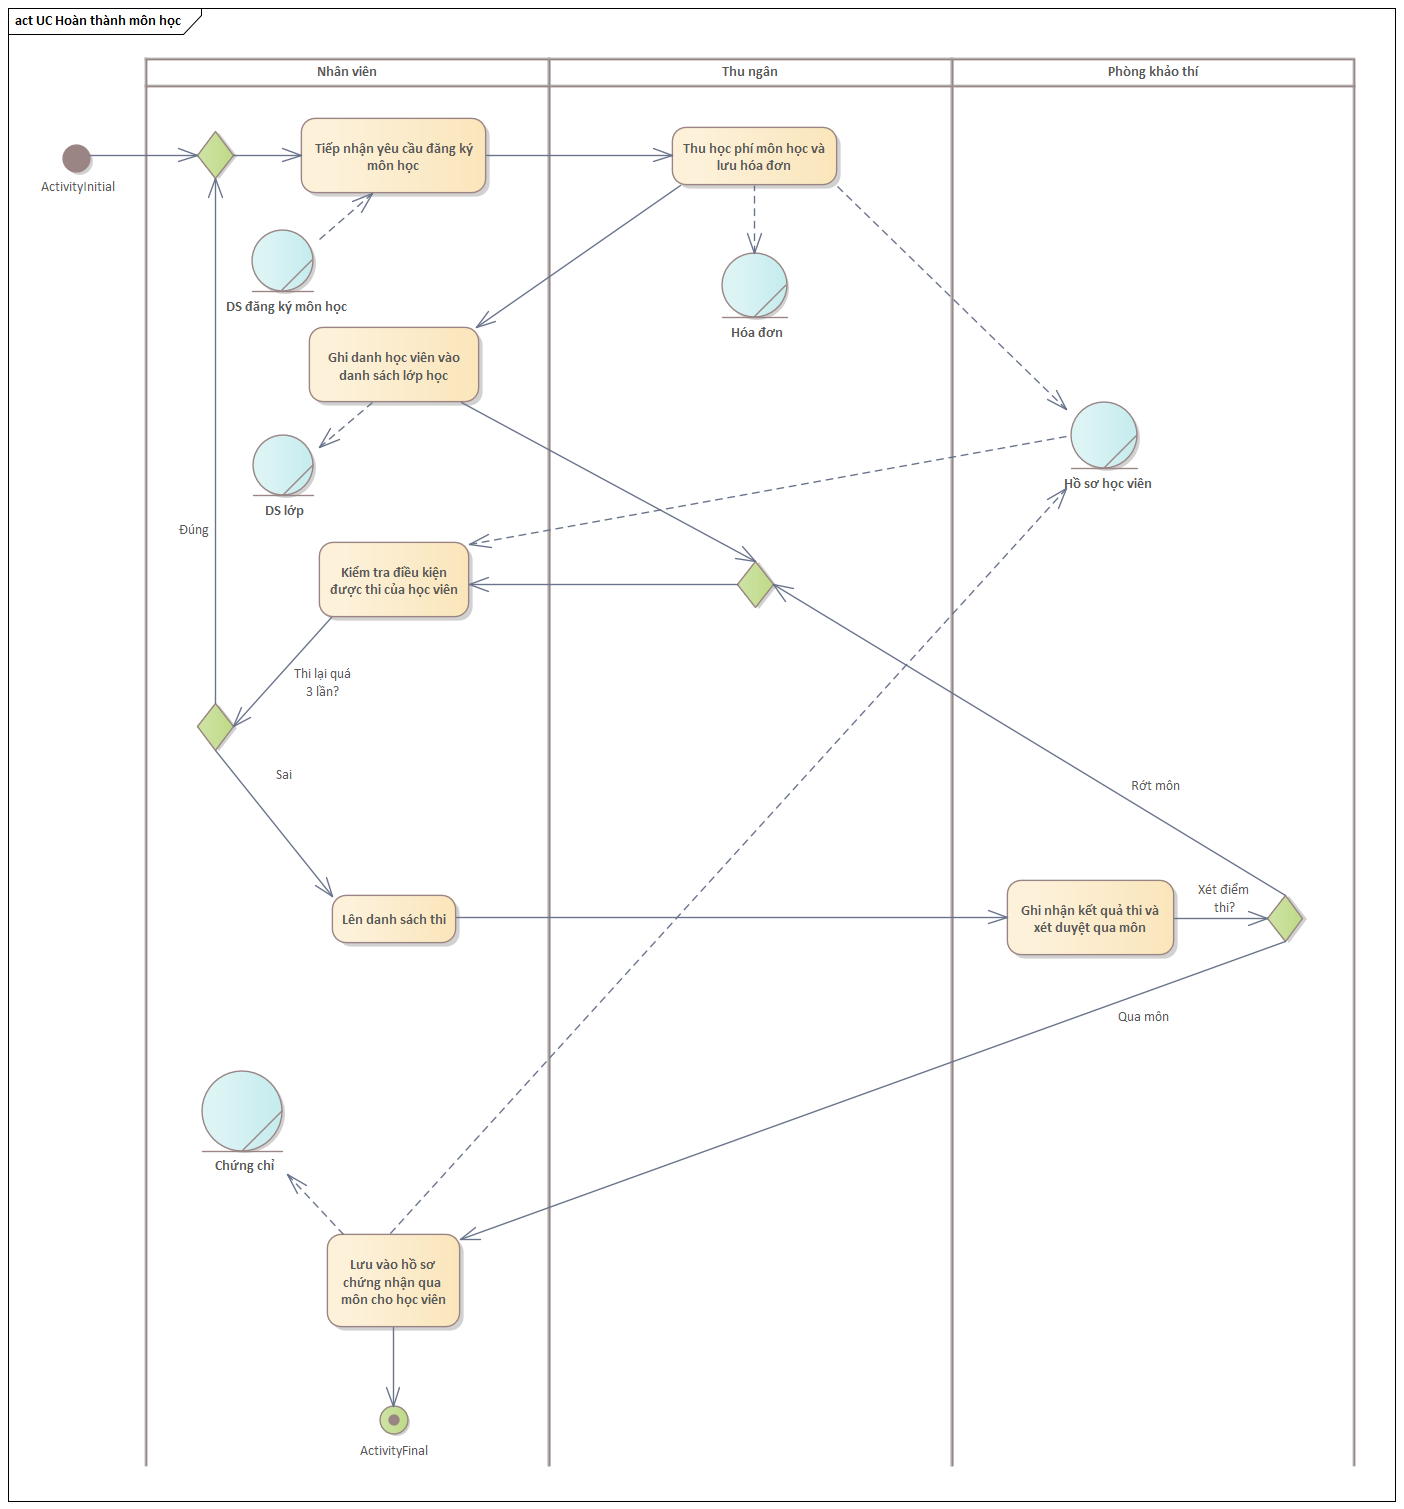 act UC Hoàn thành môn học
Nhân viên
Thu ngân
Phòng khảo thí
ActivityInitial
Tiếp nhận yêu cầu đăng ký
môn học
Thu học phí môn học và
lưu hóa đơn
DS đăng ký môn học
Hóa đơn
Ghi danh học viên vào
danh sách lớp học
Hồ sơ học viên
DS lớp
Đúng
Kiểm tra điều kiện
được thi của học viên
Thi lại quá
3 lần?
Sai
Rớt môn
Lên danh sách thi
Ghi nhận kết quả thi và
xét duyệt qua môn
Xét điểm
thi?
Qua môn
Chứng chỉ
Lưu vào hồ sơ
chứng nhận qua
môn cho học viên
ActivityFinal